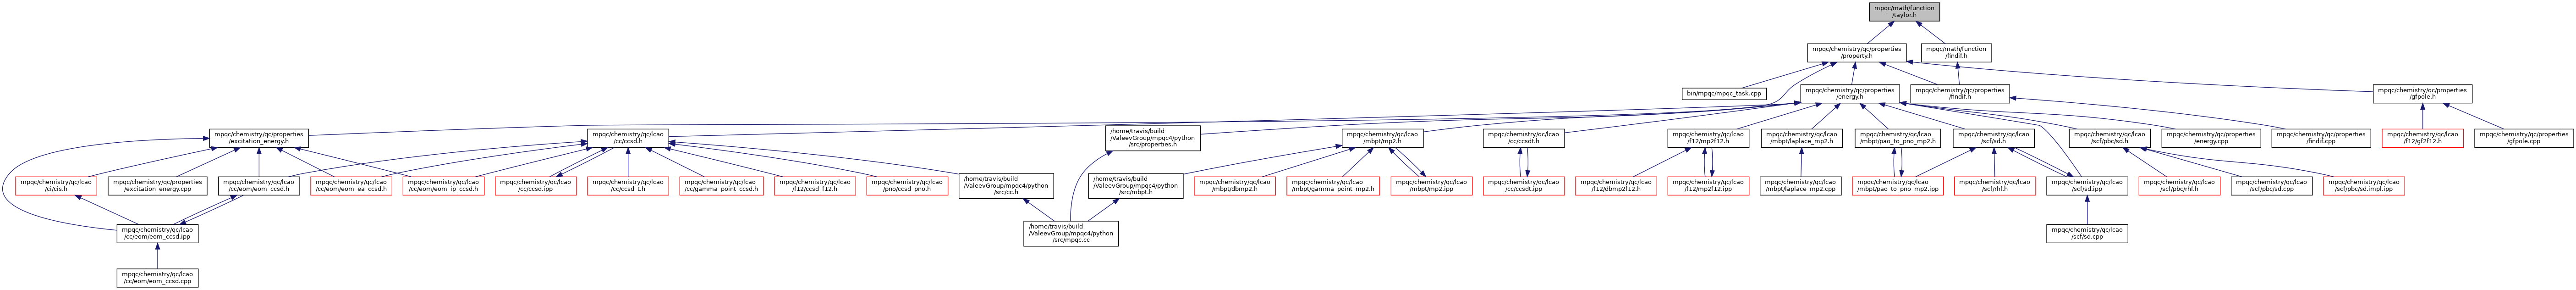 mpqc/math/function
/taylor.h
mpqc/chemistry/qc/properties
/property.h
mpqc/math/function
/findif.h
bin/mpqc/mpqc_task.cpp
mpqc/chemistry/qc/properties
/energy.h
mpqc/chemistry/qc/properties
/findif.h
mpqc/chemistry/qc/properties
/gfpole.h
mpqc/chemistry/qc/properties
/excitation_energy.h
mpqc/chemistry/qc/lcao
/cc/ccsd.h
/home/travis/build
/ValeevGroup/mpqc4/python
/src/properties.h
mpqc/chemistry/qc/lcao
/mbpt/mp2.h
mpqc/chemistry/qc/lcao
/cc/ccsdt.h
mpqc/chemistry/qc/lcao
/f12/mp2f12.h
mpqc/chemistry/qc/lcao
/mbpt/laplace_mp2.h
mpqc/chemistry/qc/lcao
/mbpt/pao_to_pno_mp2.h
mpqc/chemistry/qc/lcao
/scf/sd.h
mpqc/chemistry/qc/lcao
/scf/pbc/sd.h
mpqc/chemistry/qc/properties
/energy.cpp
mpqc/chemistry/qc/properties
/findif.cpp
mpqc/chemistry/qc/lcao
/f12/gf2f12.h
mpqc/chemistry/qc/properties
/gfpole.cpp
mpqc/chemistry/qc/lcao
/ci/cis.h
mpqc/chemistry/qc/properties
/excitation_energy.cpp
mpqc/chemistry/qc/lcao
/cc/eom/eom_ccsd.h
mpqc/chemistry/qc/lcao
/cc/eom/eom_ea_ccsd.h
mpqc/chemistry/qc/lcao
/cc/eom/eom_ip_ccsd.h
mpqc/chemistry/qc/lcao
/cc/ccsd.ipp
mpqc/chemistry/qc/lcao
/cc/ccsd_t.h
mpqc/chemistry/qc/lcao
/cc/gamma_point_ccsd.h
mpqc/chemistry/qc/lcao
/f12/ccsd_f12.h
mpqc/chemistry/qc/lcao
/pno/ccsd_pno.h
/home/travis/build
/ValeevGroup/mpqc4/python
/src/cc.h
/home/travis/build
/ValeevGroup/mpqc4/python
/src/mbpt.h
mpqc/chemistry/qc/lcao
/mbpt/dbmp2.h
mpqc/chemistry/qc/lcao
/mbpt/gamma_point_mp2.h
mpqc/chemistry/qc/lcao
/mbpt/mp2.ipp
mpqc/chemistry/qc/lcao
/cc/ccsdt.ipp
mpqc/chemistry/qc/lcao
/f12/dbmp2f12.h
mpqc/chemistry/qc/lcao
/f12/mp2f12.ipp
mpqc/chemistry/qc/lcao
/mbpt/laplace_mp2.cpp
mpqc/chemistry/qc/lcao
/mbpt/pao_to_pno_mp2.ipp
mpqc/chemistry/qc/lcao
/scf/rhf.h
mpqc/chemistry/qc/lcao
/scf/sd.ipp
mpqc/chemistry/qc/lcao
/scf/pbc/rhf.h
mpqc/chemistry/qc/lcao
/scf/pbc/sd.cpp
mpqc/chemistry/qc/lcao
/scf/pbc/sd.impl.ipp
mpqc/chemistry/qc/lcao
/cc/eom/eom_ccsd.ipp
/home/travis/build
/ValeevGroup/mpqc4/python
/src/mpqc.cc
mpqc/chemistry/qc/lcao
/scf/sd.cpp
mpqc/chemistry/qc/lcao
/cc/eom/eom_ccsd.cpp